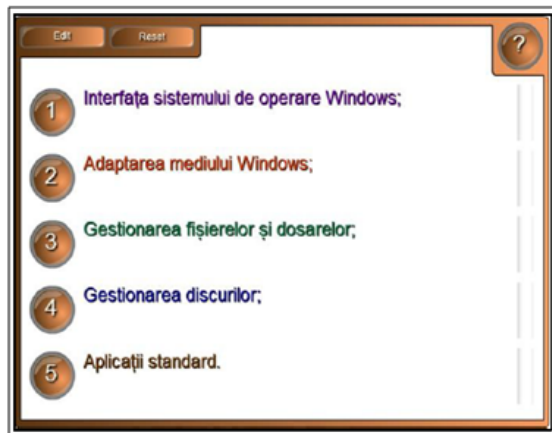 Edit Reset ?
1 Interfața sistemului de operare Windows;
2 Adaptarea mediului Windows;
3 Gestionarea fișierelor și dosarelor;
4 Gestionarea discurilor;
5 Aplicații standard.